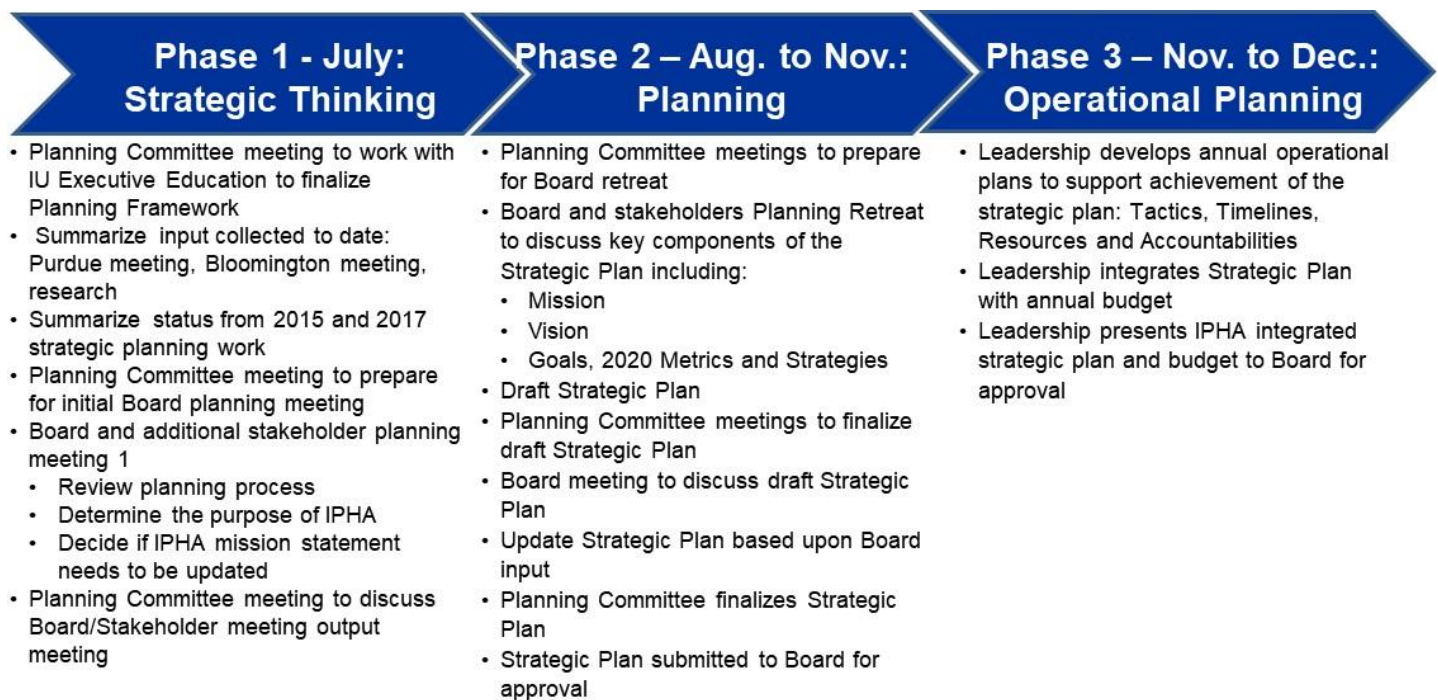 Phase 1 - July:
Strategic Thinking
• Planning Committee meeting to work with
IU Executive Education to finalize
Planning Framework
• Summarize input collected to date:
Purdue meeting, Bloomington meeting,
research
• Summarize status from 2015 and 2017
strategic planning work
• Planning Committee meeting to prepare
for initial Board planning meeting
• Board and additional stakeholder planning
meeting 1
• Review planning process
• Determine the purpose of IPHA
• Decide if IPHA mission statement
needs to be updated
• Planning Committee meeting to discuss
Board/Stakeholder meeting output
meeting
Phase 2 – Aug. to Nov.:
Planning
• Planning Committee meetings to prepare
for Board retreat
• Board and stakeholders Planning Retreat
to discuss key components of the
Strategic Plan including:
• Mission
• Vision
• Goals, 2020 Metrics and Strategies
• Draft Strategic Plan
• Planning Committee meetings to finalize
draft Strategic Plan
• Board meeting to discuss draft Strategic
Plan
• Update Strategic Plan based upon Board
input
• Planning Committee finalizes Strategic
Plan
• Strategic Plan submitted to Board for
approval
Phase 3 – Nov. to Dec.:
Operational Planning
• Leadership develops annual operational
plans to support achievement of the
strategic plan: Tactics, Timelines,
Resources and Accountabilities
• Leadership integrates Strategic Plan
with annual budget
• Leadership presents IPHA integrated
strategic plan and budget to Board for
approval